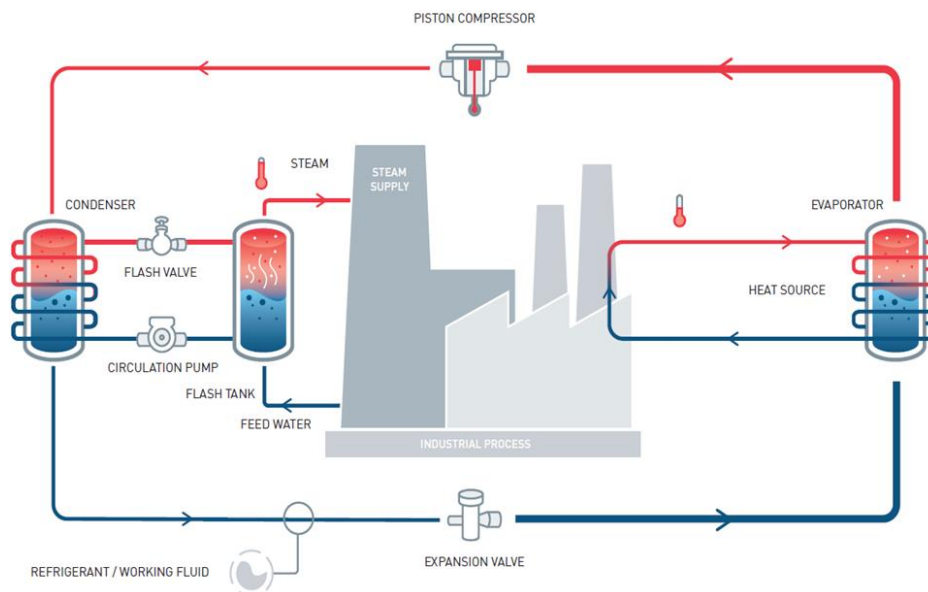 PISTON COMPRESSOR
STEAM
STEAM
SUPPLY
CONDENSER
EVAPORATOR
FLASH VALVE
HEAT SOURCE
CIRCULATION PUMP
FLASH TANK
FEED WATER
INDUSTRIAL PROCESS
EXPANSION VALVE
REFRIGERANT / WORKING FLUID